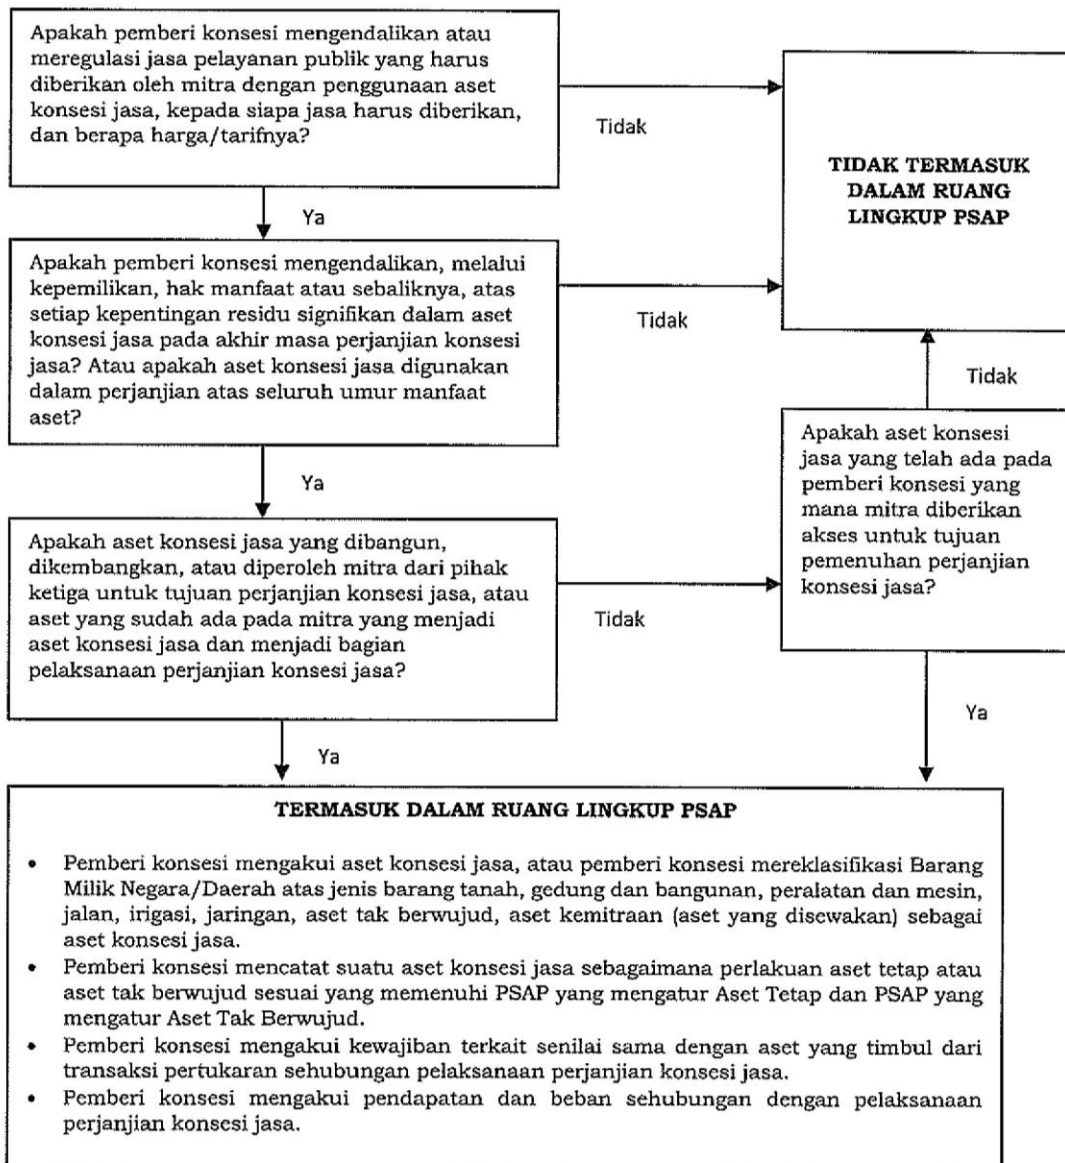 Apakah pemberi konsesi mengendalikan atau
meregulasi jasa pelayanan publik yang harus
diberikan oleh mitra dengan penggunaan aset
konsesi jasa, kepada siapa jasa harus diberikan,
dan berapa harga/tarifnya?
Tidak
TIDAK TERMASUK
DALAM RUANG
LINGKUP PSAP
Ya
Apakah pemberi konsesi mengendalikan, melalui
kepemilikan, hak manfaat atau sebaliknya, atas
setiap kepentingan residu signifikan dalam aset
konsesi jasa pada akhir masa perjanjian konsesi
jasa? Atau apakah aset konsesi jasa digunakan
dalam perjanjian atas seluruh umur manfaat
aset?
Tidak
Tidak
Ya
Apakah aset konsesi
jasa yang telah ada pada
pemberi konsesi yang
mana mitra diberikan
akses untuk tujuan
pemenuhan perjanjian
konsesi jasa?
Apakah aset konsesi jasa yang dibangun,
dikembangkan, atau diperoleh mitra dari pihak
ketiga untuk tujuan perjanjian konsesi jasa, atau
aset yang sudah ada pada mitra yang menjadi
aset konsesi jasa dan menjadi bagian
pelaksanaan perjanjian konsesi jasa?
Tidak
Ya
Ya
TERMASUK DALAM RUANG LINGKUP PSAP
• Pemberi konsesi mengakui aset konsesi jasa, atau pemberi konsesi mereklasifikasi Barang
Milik Negara/Daerah atas jenis barang tanah, gedung dan bangunan, peralatan dan mesin,
jalan, irigasi, jaringan, aset tak berwujud, aset kemitraan (aset yang disewakan) sebagai
aset konsesi jasa.
• Pemberi konsesi mencatat suatu aset konsesi jasa sebagaimana perlakuan aset tetap atau
aset tak berwujud sesuai yang memenuhi PSAP yang mengatur Aset Tetap dan PSAP yang
mengatur Aset Tak Berwujud.
• Pemberi konsesi mengakui kewajiban terkait senilai sama dengan aset yang timbul dari
transaksi pertukaran sehubungan pelaksanaan perjanjian konsesi jasa.
• Pemberi konsesi mengakui pendapatan dan beban sehubungan dengan pelaksanaan
perjanjian konsesi jasa.